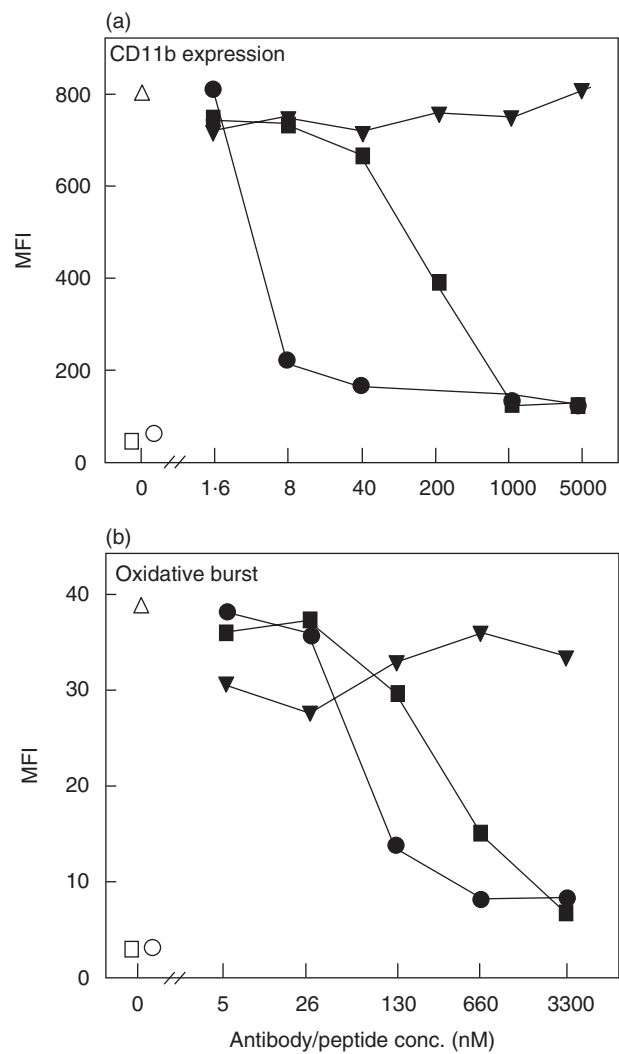 (a)
CD11b expression
800
600
400
200
0
MFI
0 1·6 8 40 200 1000 5000
(b)
Oxidative burst
40
30
20
10
0
MFI
0 5 26 130 660 3300
Antibody/peptide conc. (nM)